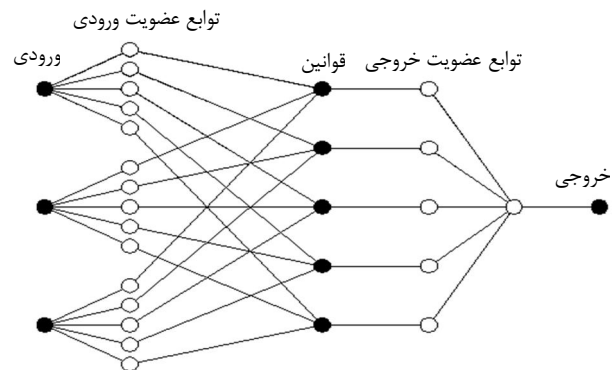 توابع عضویت ورودی
ورودی
قوانین
توابع عضویت خروجی
خروجی